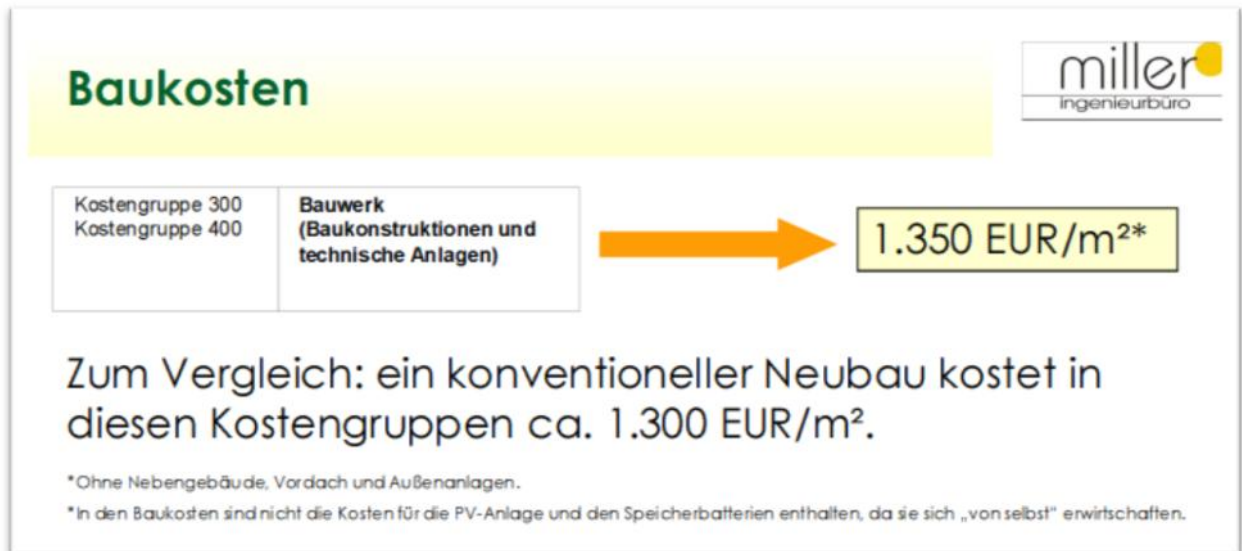 Baukosten
miller
ingenieurbüro
Kostengruppe 300
Kostengruppe 400
Bauwerk
(Baukonstruktionen und
technische Anlagen)
1.350 EUR/m²*
Zum Vergleich: ein konventioneller Neubau kostet in
diesen Kostengruppen ca. 1.300 EUR/m².
*Ohne Nebengebäude, Vordach und Außenanlagen.
*In den Baukosten sind nicht die Kosten für die PV-Anlage und den Speicherbatterien enthalten, da sie sich „von selbst" erwirtschaften.